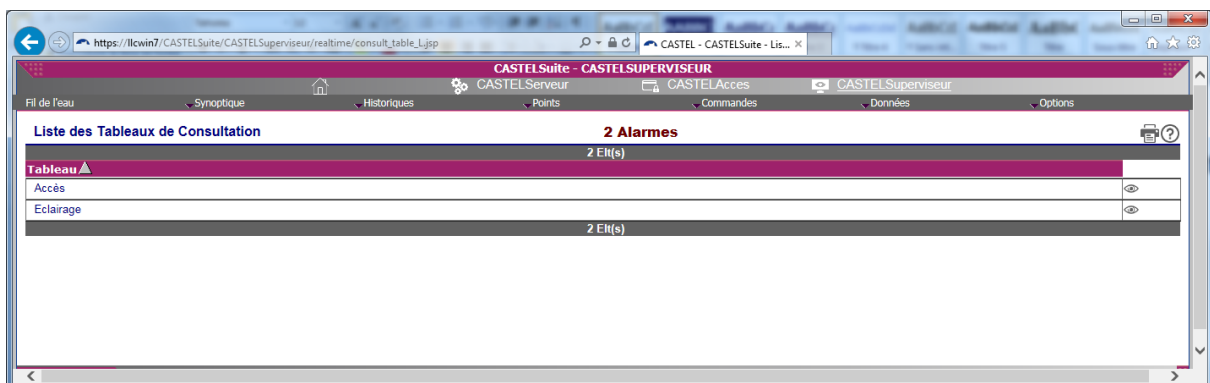 https://llcwin7/CASTELSuite/CASTELSuperviseur/realtime/consult_table_L.jsp
CASTEL - CASTELSuite - Lis... ×
CASTELSuite - CASTELSUPERVISEUR
CASTELServeur CASTELAcces CASTELSuperviseur
Fil de l'eau Synoptique Historiques Points Commandes Données Options
Liste des Tableaux de Consultation 2 Alarmes
2 Elt(s)
Tableau
Accès
Eclairage
2 Elt(s)